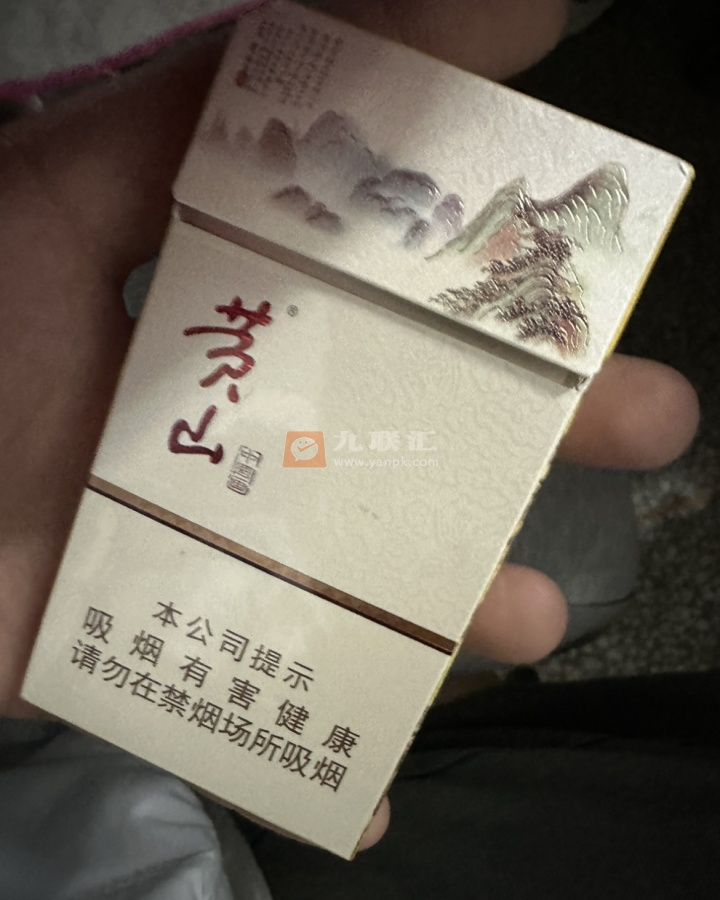 黄山
®
中国画
九联汇
www.yanpk.com
本公司提示
吸烟有害健康
请勿在禁烟场所吸烟